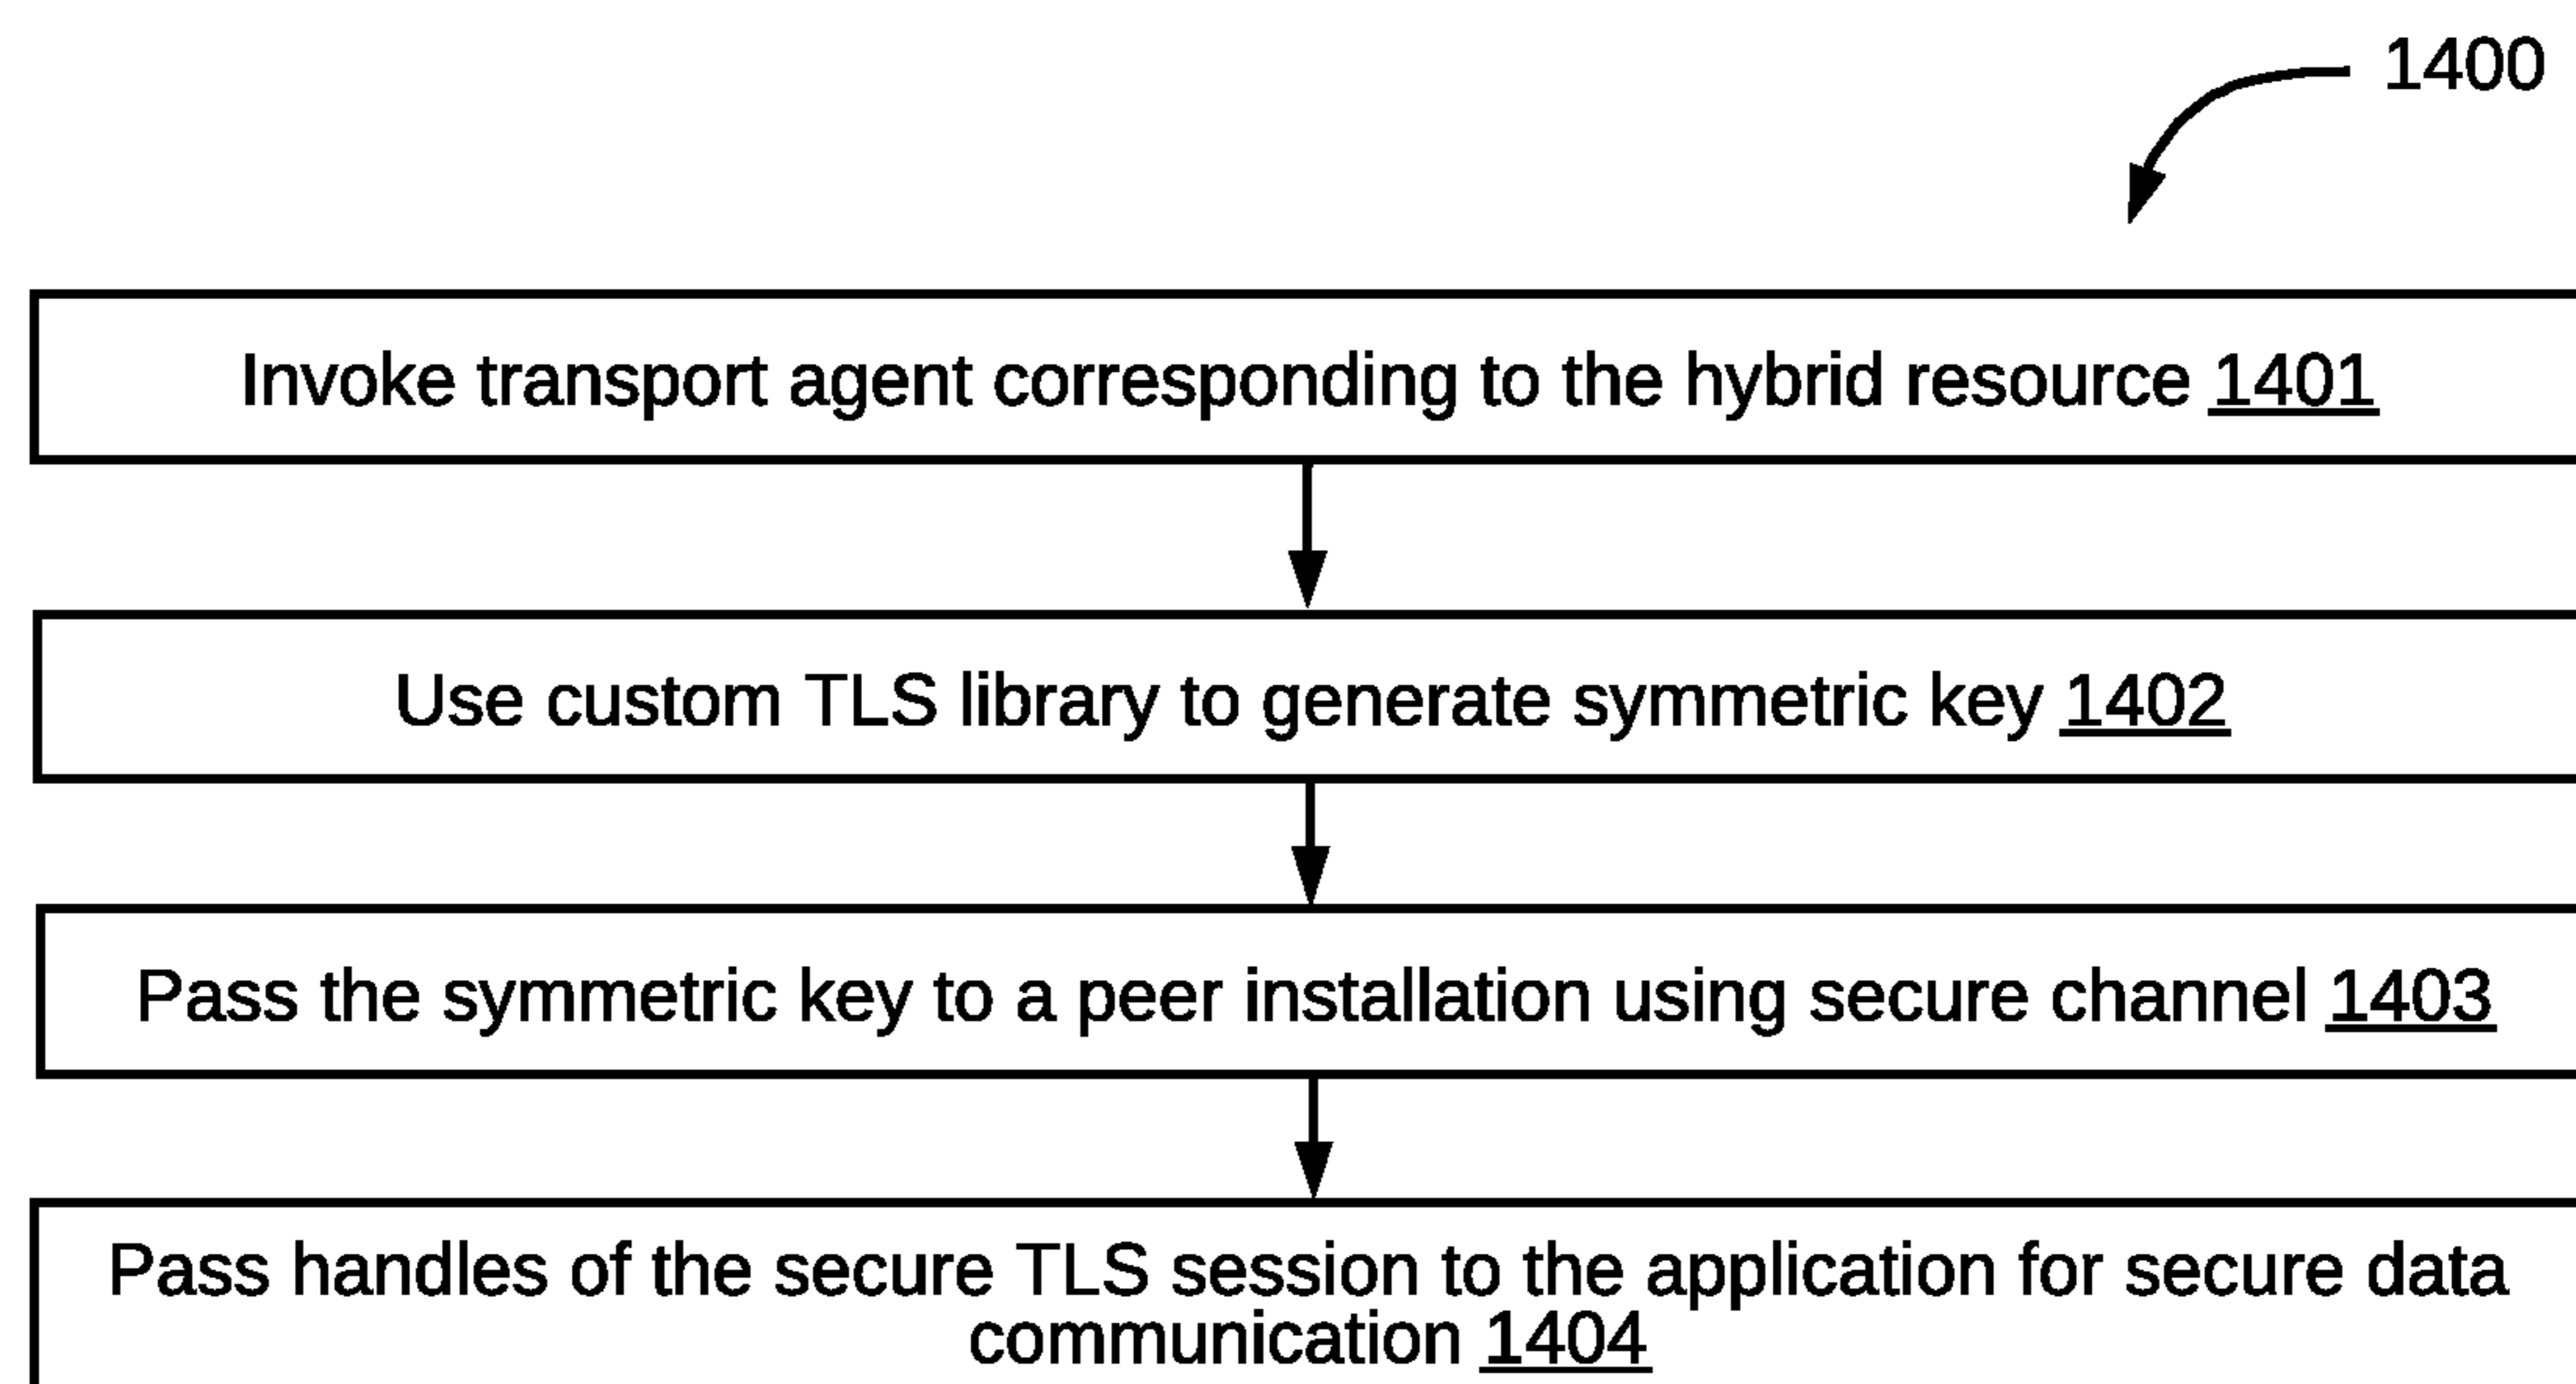 1400
Invoke transport agent corresponding to the hybrid resource 1401
Use custom TLS library to generate symmetric key 1402
Pass the symmetric key to a peer installation using secure channel 1403
Pass handles of the secure TLS session to the application for secure data
communication 1404